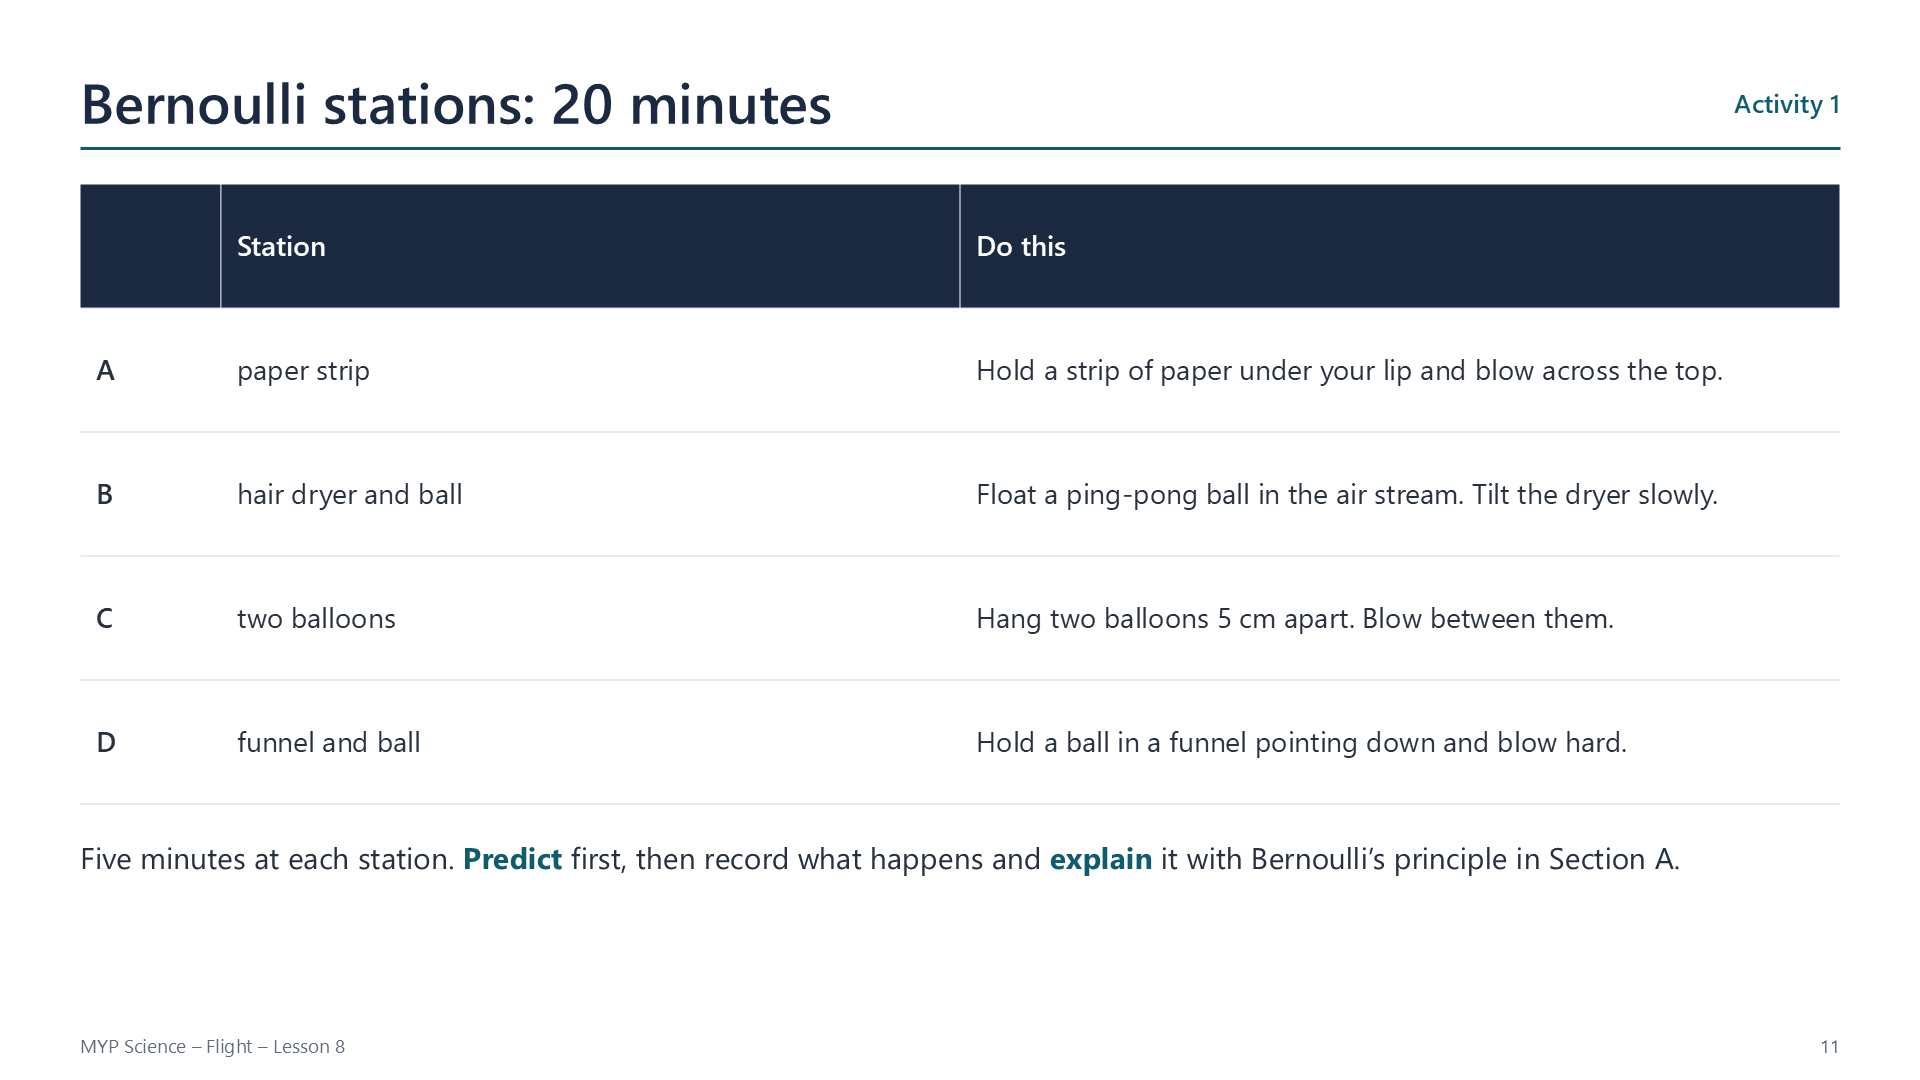 Bernoulli stations: 20 minutes
Activity 1
Station
Do this
A
paper strip
Hold a strip of paper under your lip and blow across the top.
B
hair dryer and ball
Float a ping-pong ball in the air stream. Tilt the dryer slowly.
C
two balloons
Hang two balloons 5 cm apart. Blow between them.
D
funnel and ball
Hold a ball in a funnel pointing down and blow hard.
Five minutes at each station. Predict first, then record what happens and explain it with Bernoulli’s principle in Section A.
MYP Science – Flight – Lesson 8
11